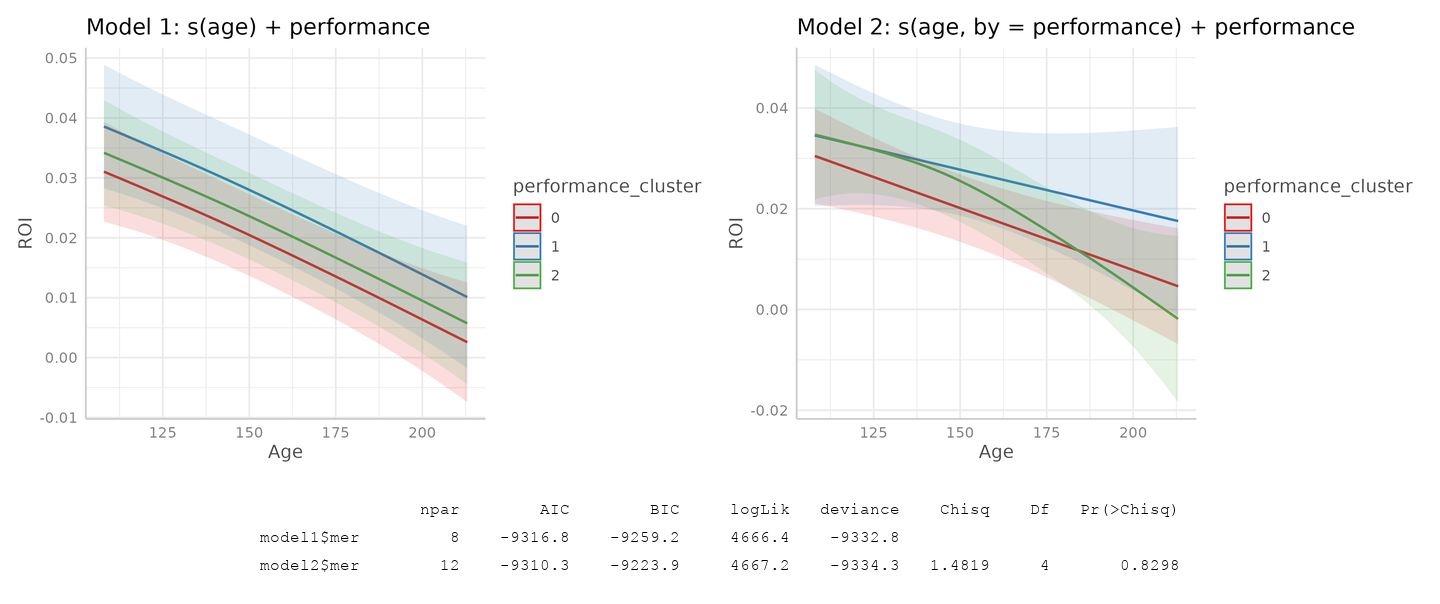 Model 1: s(age) + performance
0.05
0.04
0.03
0.02
0.01
0.00
-0.01
ROI
125 150 175 200
Age
performance_cluster
0
1
2
Model 2: s(age, by = performance) + performance
0.04
0.02
0.00
-0.02
ROI
125 150 175 200
Age
performance_cluster
0
1
2
npar AIC BIC logLik deviance Chisq Df Pr(>Chisq)
model1$mer 8 -9316.8 -9259.2 4666.4 -9332.8
model2$mer 12 -9310.3 -9223.9 4667.2 -9334.3 1.4819 4 0.8298